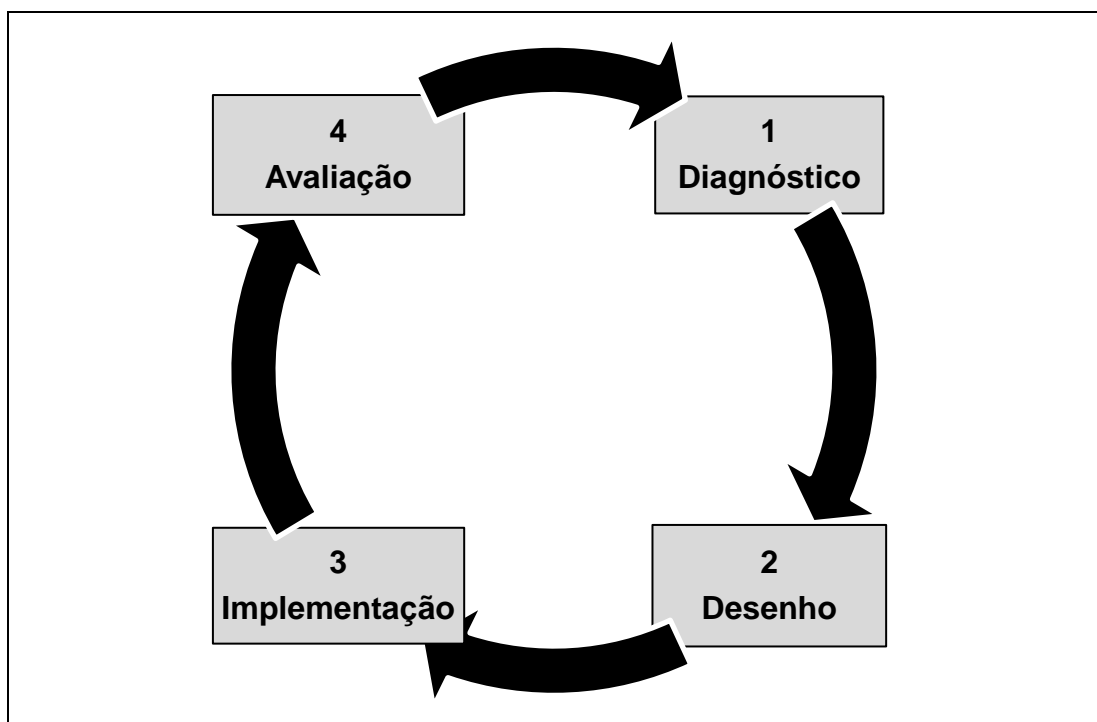 4
Avaliação
1
Diagnóstico
3
Implementação
2
Desenho